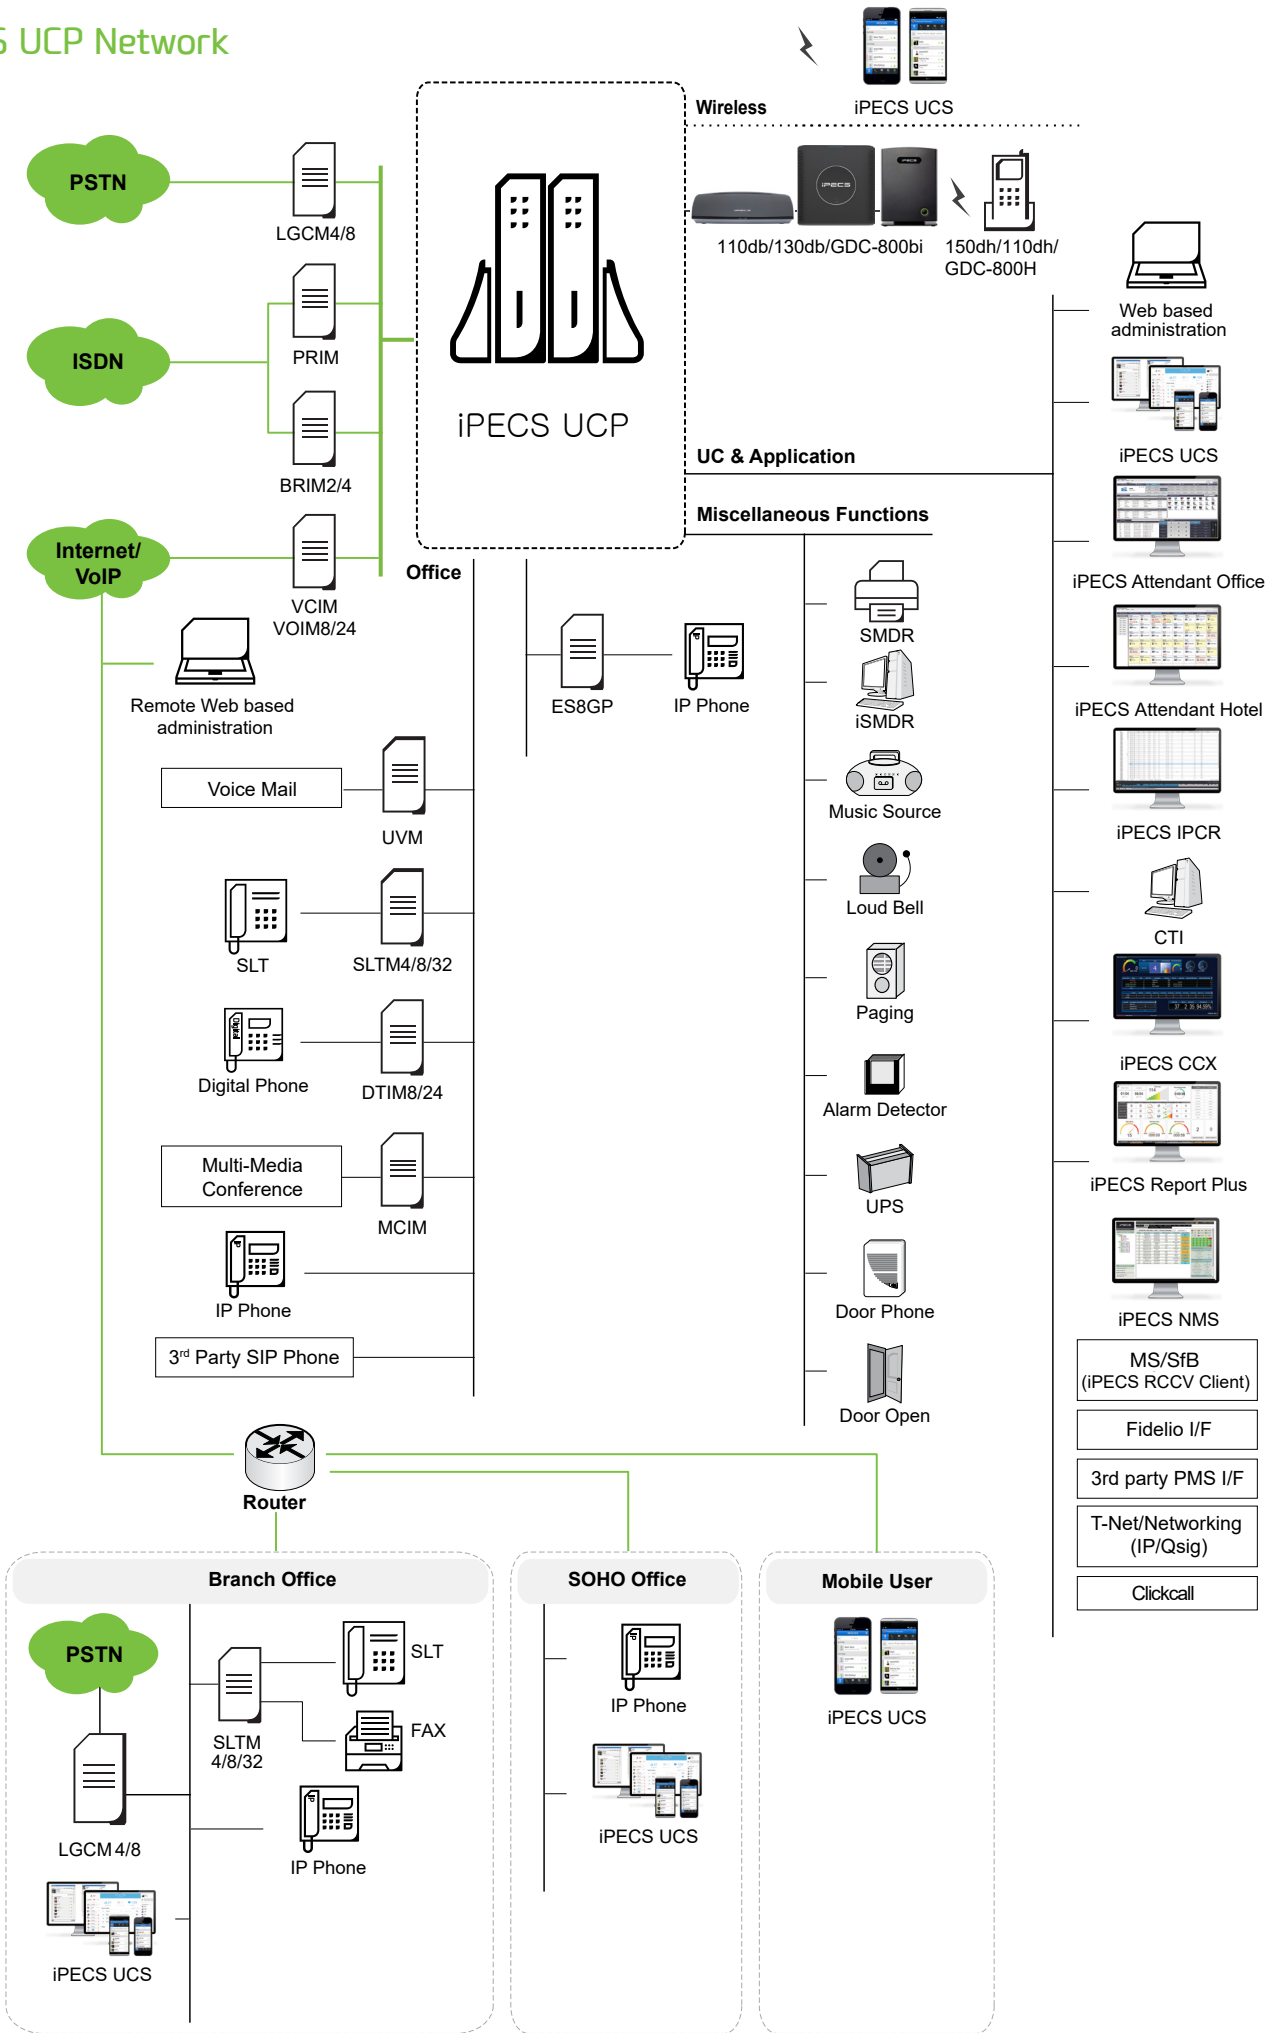 S UCP Network
iPECS UCS
Wireless
PSTN
LGCM4/8
110db/130db/GDC-800bi
150dh/110dh/
GDC-800H
ISDN
PRIM
BRIM2/4
iPECS UCP
Web based
administration
iPECS UCS
UC & Application
Miscellaneous Functions
Internet/
VoIP
VCIM
VOIM8/24
Office
Remote Web based
administration
ES8GP
IP Phone
SMDR
iSMDR
Music Source
Loud Bell
Paging
Alarm Detector
UPS
Door Phone
Door Open
iPECS Attendant Office
iPECS Attendant Hotel
iPECS IPCR
CTI
iPECS CCX
iPECS Report Plus
iPECS NMS
MS/SfB
(iPECS RCCV Client)
Fidelio I/F
3rd party PMS I/F
T-Net/Networking
(IP/Qsig)
Clickcall
Voice Mail
UVM
SLT
SLTM4/8/32
Digital
Digital Phone
DTIM8/24
Multi-Media
Conference
MCIM
IP Phone
3rd Party SIP Phone
Router
Branch Office
PSTN
LGCM 4/8
SLTM
4/8/32
SLT
FAX
IP Phone
iPECS UCS
SOHO Office
IP Phone
iPECS UCS
Mobile User
iPECS UCS